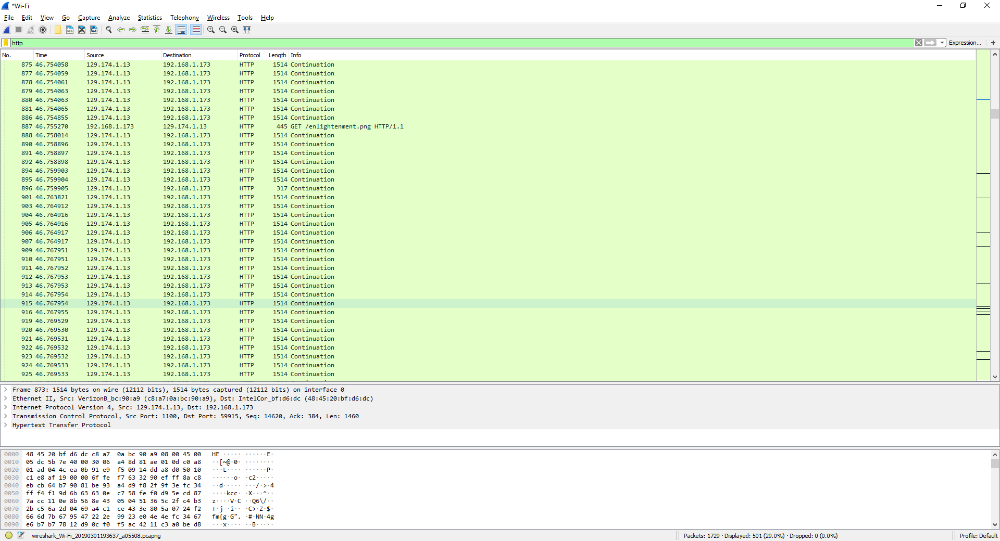 *Wi-Fi
File Edit View Go Capture Analyze Statistics Telephony Wireless Tools Help
http Expression... +
No. Time Source Destination Protocol Length Info
875 46.754058 129.174.1.13 192.168.1.173 HTTP 1514 Continuation
877 46.754059 129.174.1.13 192.168.1.173 HTTP 1514 Continuation
878 46.754061 129.174.1.13 192.168.1.173 HTTP 1514 Continuation
879 46.754063 129.174.1.13 192.168.1.173 HTTP 1514 Continuation
880 46.754063 129.174.1.13 192.168.1.173 HTTP 1514 Continuation
881 46.754065 129.174.1.13 192.168.1.173 HTTP 1514 Continuation
886 46.754855 129.174.1.13 192.168.1.173 HTTP 1514 Continuation
887 46.755270 192.168.1.173 129.174.1.13 HTTP 445 GET /enlightenment.png HTTP/1.1
888 46.758014 129.174.1.13 192.168.1.173 HTTP 1514 Continuation
890 46.758896 129.174.1.13 192.168.1.173 HTTP 1514 Continuation
891 46.758897 129.174.1.13 192.168.1.173 HTTP 1514 Continuation
892 46.758898 129.174.1.13 192.168.1.173 HTTP 1514 Continuation
894 46.759903 129.174.1.13 192.168.1.173 HTTP 1514 Continuation
895 46.759904 129.174.1.13 192.168.1.173 HTTP 1514 Continuation
896 46.759905 129.174.1.13 192.168.1.173 HTTP 317 Continuation
901 46.763821 129.174.1.13 192.168.1.173 HTTP 1514 Continuation
903 46.764912 129.174.1.13 192.168.1.173 HTTP 1514 Continuation
904 46.764916 129.174.1.13 192.168.1.173 HTTP 1514 Continuation
905 46.764916 129.174.1.13 192.168.1.173 HTTP 1514 Continuation
906 46.764917 129.174.1.13 192.168.1.173 HTTP 1514 Continuation
907 46.764917 129.174.1.13 192.168.1.173 HTTP 1514 Continuation
909 46.767951 129.174.1.13 192.168.1.173 HTTP 1514 Continuation
910 46.767951 129.174.1.13 192.168.1.173 HTTP 1514 Continuation
911 46.767952 129.174.1.13 192.168.1.173 HTTP 1514 Continuation
912 46.767953 129.174.1.13 192.168.1.173 HTTP 1514 Continuation
913 46.767953 129.174.1.13 192.168.1.173 HTTP 1514 Continuation
914 46.767954 129.174.1.13 192.168.1.173 HTTP 1514 Continuation
915 46.767954 129.174.1.13 192.168.1.173 HTTP 1514 Continuation
916 46.767955 129.174.1.13 192.168.1.173 HTTP 1514 Continuation
919 46.769529 129.174.1.13 192.168.1.173 HTTP 1514 Continuation
920 46.769530 129.174.1.13 192.168.1.173 HTTP 1514 Continuation
921 46.769531 129.174.1.13 192.168.1.173 HTTP 1514 Continuation
922 46.769532 129.174.1.13 192.168.1.173 HTTP 1514 Continuation
923 46.769532 129.174.1.13 192.168.1.173 HTTP 1514 Continuation
924 46.769533 129.174.1.13 192.168.1.173 HTTP 1514 Continuation
925 46.769533 129.174.1.13 192.168.1.173 HTTP 1514 Continuation
Frame 873: 1514 bytes on wire (12112 bits), 1514 bytes captured (12112 bits) on interface 0
Ethernet II, Src: VerizonB_bc:90:a9 (c8:a7:0a:bc:90:a9), Dst: IntelCor_bf:d6:dc (48:45:20:bf:d6:dc)
Internet Protocol Version 4, Src: 129.174.1.13, Dst: 192.168.1.173
Transmission Control Protocol, Src Port: 1100, Dst Port: 59915, Seq: 14620, Ack: 384, Len: 1460
Hypertext Transfer Protocol
0000 48 45 20 bf d6 dc c8 a7 0a bc 90 a9 08 00 45 00 HE ····· ······E·
0010 05 dc 5b 7e 40 00 30 06 a4 8d 81 ae 01 0d c0 a8 ··[~@·0· ········
0020 01 ad 04 4c ea 0b 91 e9 f5 09 14 dd a8 d0 50 10 ···L···· ······P·
0030 c1 e8 af 19 00 00 6f fe f7 63 32 90 ef ff 8a c8 ······o· ·c2·····
0040 eb cb 64 b7 90 81 be 93 a4 d9 f8 2f 9f 3e fc 34 ··d····· ···/·>·4
0050 ff f4 f1 9d 6b 63 63 0e c7 58 fe f0 d9 5e cd 87 ····kcc· ·X···^··
0060 7a cc 11 0e 8b 56 8e 43 05 04 51 36 5c 2f c4 b3 z····V·C ··Q6\/··
0070 2b c5 6a 2d 04 69 a4 c1 ce 43 3e 80 5a 07 24 f2 +·j-·i·· ·C>·Z·$·
0080 66 6d 7b 67 95 47 22 2e 99 23 e0 4e 4e fc 34 67 fm{g·G". ·#·NN·4g
0090 e6 b7 b7 78 12 d9 0c f0 f5 ac 42 11 c3 a0 be d8 ···x···· ··B·····
wireshark_Wi-Fi_20190301193637_a05508.pcapng Packets: 1729 · Displayed: 501 (29.0%) · Dropped: 0 (0.0%) Profile: Default